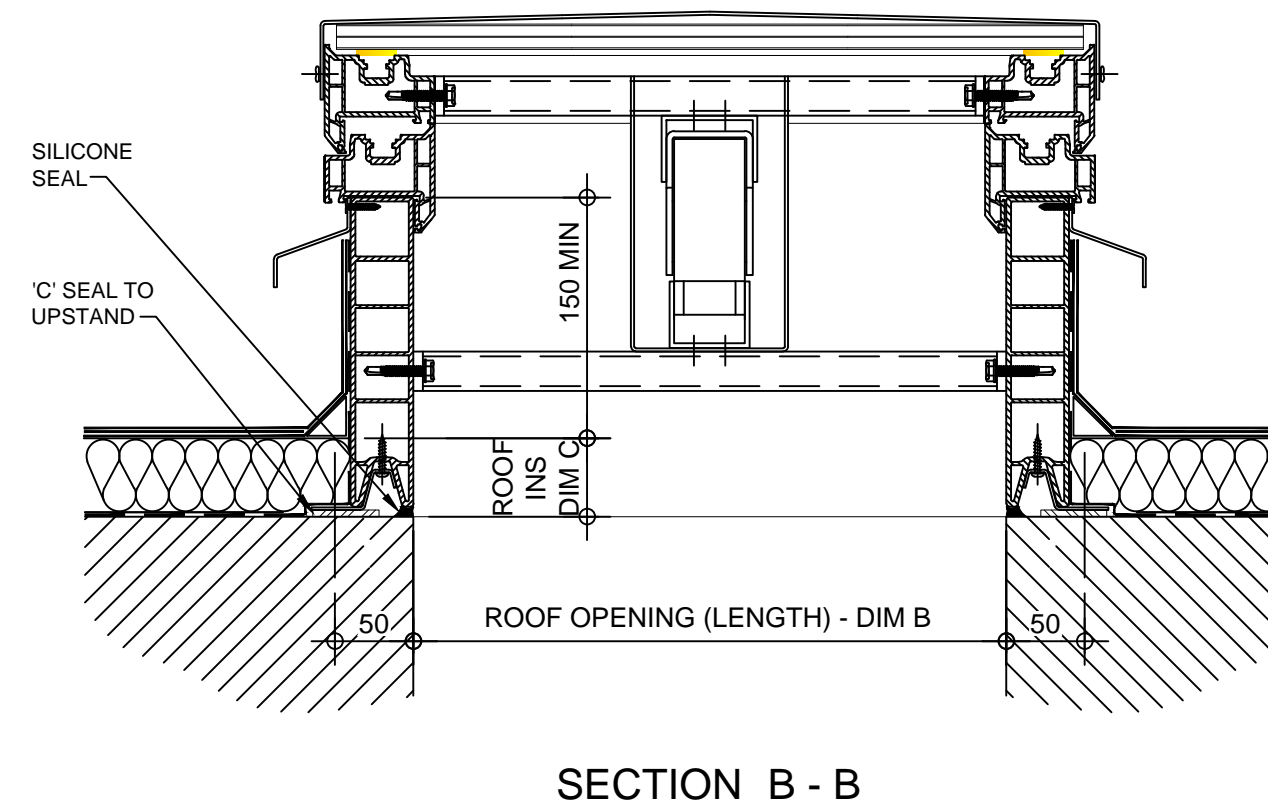 SILICONE
SEAL
'C' SEAL TO
UPSTAND
150 MIN
ROOF
INS
DIM C
50
ROOF OPENING (LENGTH) - DIM B
50
SECTION B - B